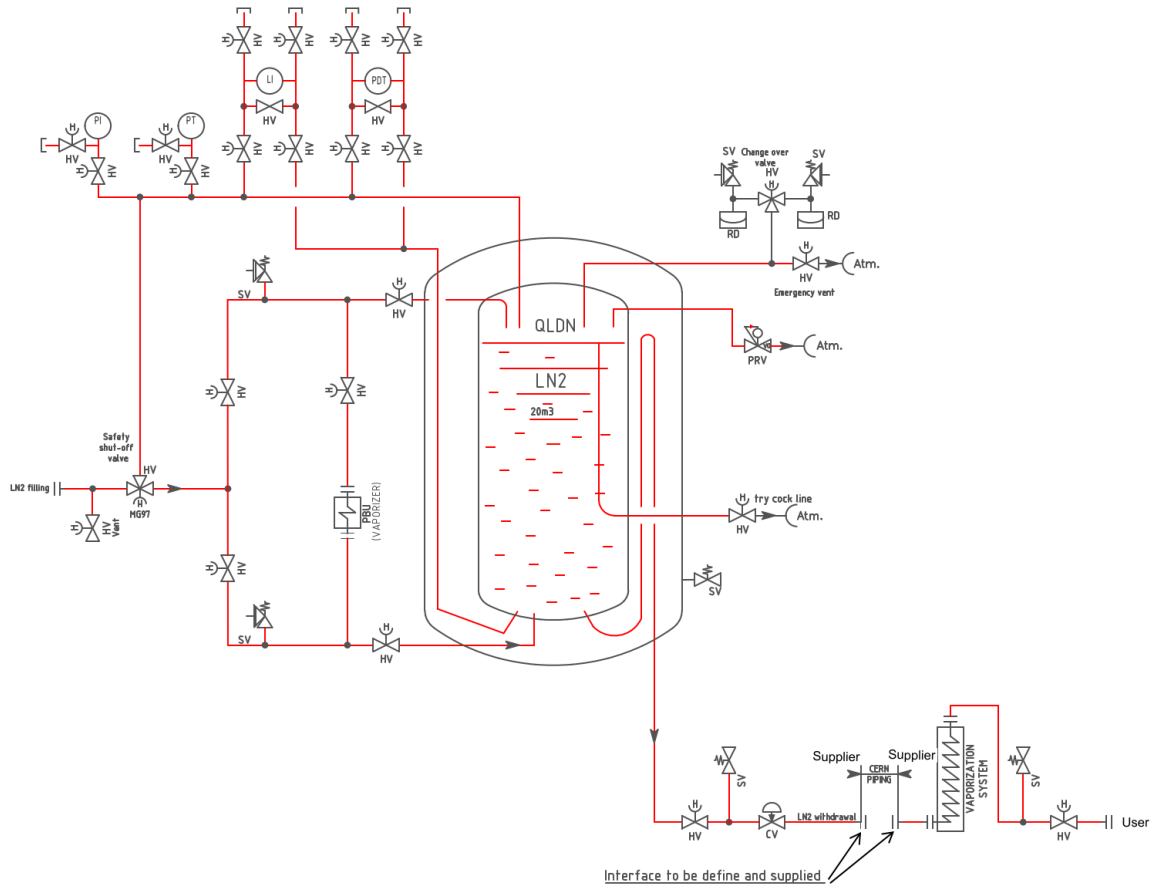 H HV H HV H HV H HV
LI PDT
HV HV
H HV H HV H HV H HV
PI PT
H HV H HV
H HV H HV
SV Change over valve SV
HV
H
RD RD
H
HV
Atm.
Emergency vent
SV
H
HV
QLDN
PRV
Atm.
LN2
20m3
H HV H HV
Safety
shut-off
valve
HV
LN2 filling
H
MG97
H HV
Vent
PBU
(VAPORIZER)
H try cock line
HV
Atm.
H HV
SV
SV
H
HV
Supplier Supplier
CERN
PIPING
VAPORIZATION
SYSTEM
SV SV
H
HV
CV
LN2 withdrawal
H
HV
User
Interface to be define and supplied